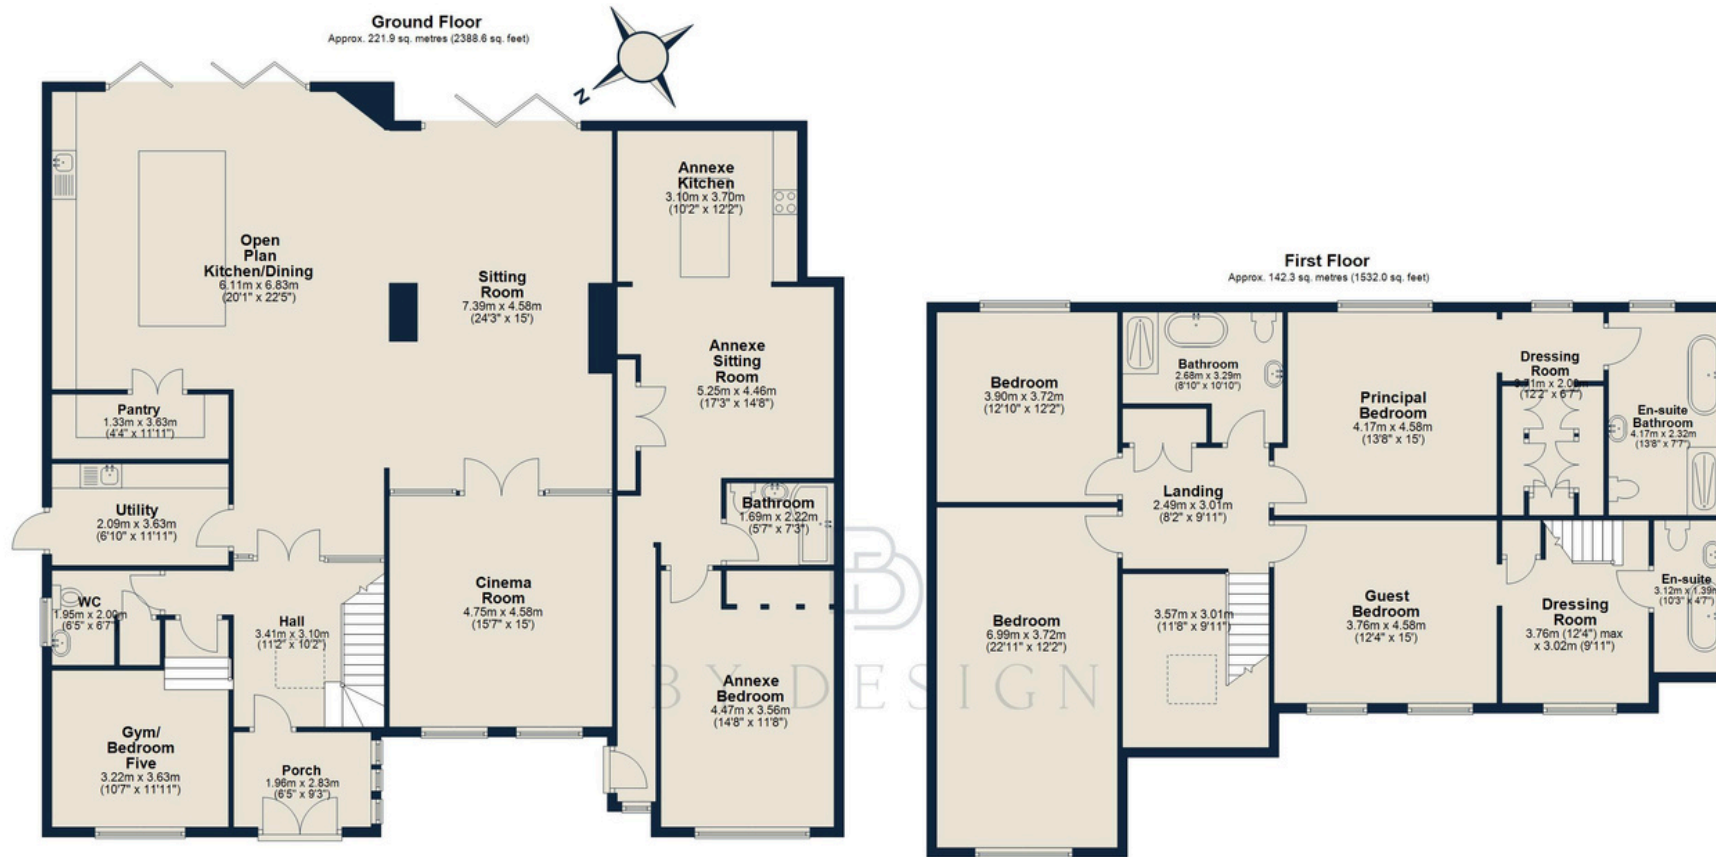 Ground Floor
Approx. 221.9 sq. metres (2388.6 sq. feet)
N
Open
Plan
Kitchen/Dining
6.11m x 6.83m
(20'1" x 22'5")
Sitting
Room
7.39m x 4.58m
(24'3" x 15')
Annexe
Kitchen
3.10m x 3.70m
(10'2" x 12'2")
Annexe
Sitting
Room
5.25m x 4.46m
(17'3" x 14'8")
Pantry
1.33m x 3.63m
(4'4" x 11'11")
Utility
2.09m x 3.63m
(6'10" x 11'11")
Bathroom
1.69m x 2.22m
(5'7" x 7'3")
WC
1.95m x 2.00m
(6'5" x 6'7")
Hall
3.41m x 3.10m
(11'2" x 10'2")
Cinema
Room
4.75m x 4.58m
(15'7" x 15')
Annexe
Bedroom
4.47m x 3.56m
(14'8" x 11'8")
Gym/
Bedroom
Five
3.22m x 3.63m
(10'7" x 11'11")
Porch
1.96m x 2.83m
(6'5" x 9'3")
BY DESIGN
First Floor
Approx. 142.3 sq. metres (1532.0 sq. feet)
Bedroom
3.90m x 3.72m
(12'10" x 12'2")
Bathroom
2.68m x 3.29m
(8'10" x 10'10")
Principal
Bedroom
4.17m x 4.58m
(13'8" x 15')
Dressing
Room
(12'2" x 6'7")
En-suite
Bathroom
4.17m x 2.32m
(13'8" x 7'7")
Landing
2.49m x 3.01m
(8'2" x 9'11")
Bedroom
6.99m x 3.72m
(22'11" x 12'2")
3.57m x 3.01m
(11'8" x 9'11")
Guest
Bedroom
3.76m x 4.58m
(12'4" x 15')
Dressing
Room
3.76m (12'4") max
x 3.02m (9'11")
En-suite
3.12m x 1.39m
(10'3" x 4'7")